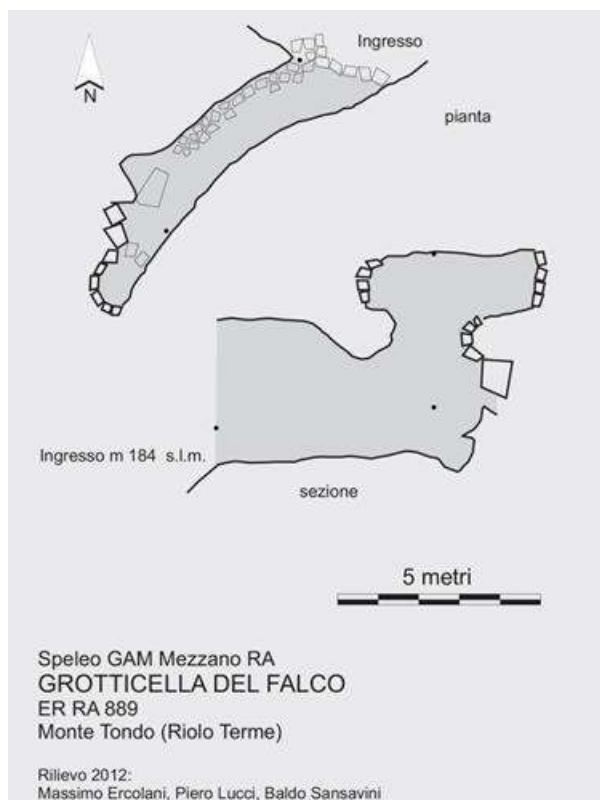 Ingresso
N
pianta
Ingresso m 184 s.l.m.
sezione
5 metri
Speleo GAM Mezzano RA
GROTTICELLA DEL FALCO
ER RA 889
Monte Tondo (Riolo Terme)
Rilievo 2012:
Massimo Ercolani, Piero Lucci, Baldo Sansavini